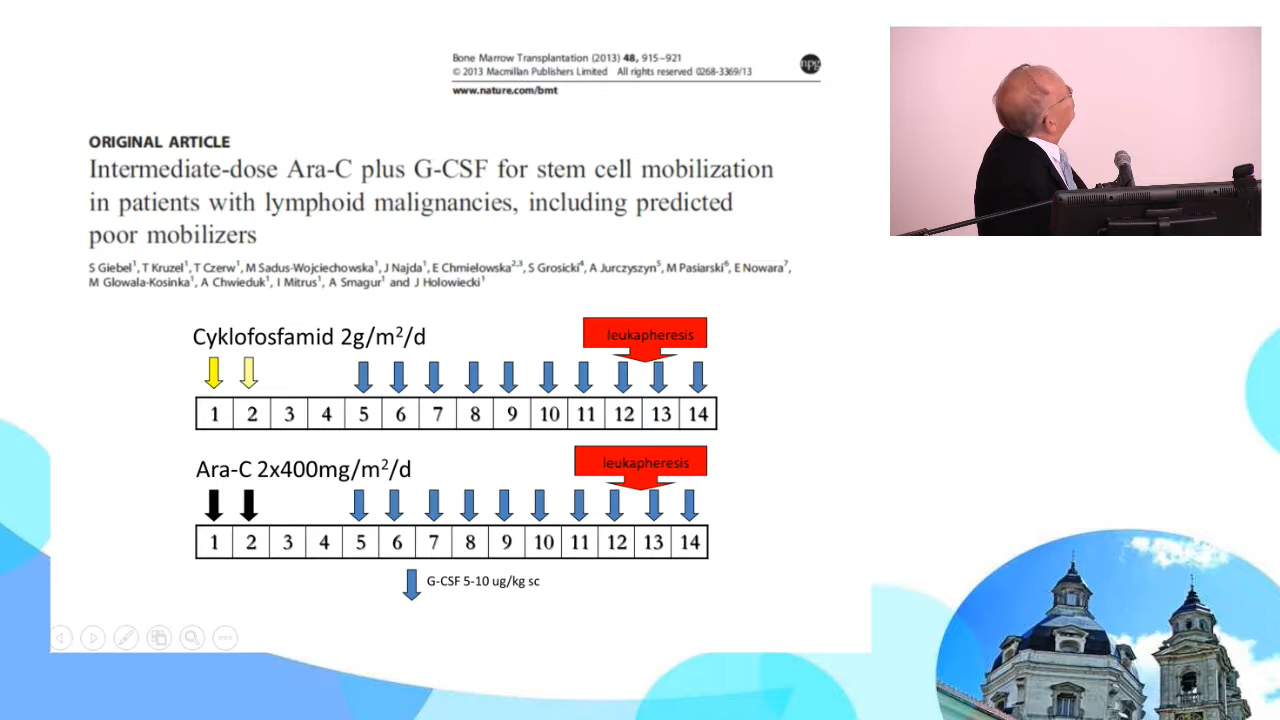 Bone Marrow Transplantation (2013) 48, 915–921
© 2013 Macmillan Publishers Limited All rights reserved 0268-3369/13
npg
www.nature.com/bmt
ORIGINAL ARTICLE
Intermediate-dose Ara-C plus G-CSF for stem cell mobilization
in patients with lymphoid malignancies, including predicted
poor mobilizers
S Giebel1, T Kruzel1, T Czerw1, M Sadus-Wojciechowska1, J Najda1, E Chmielowska2,3, S Grosicki4, A Jurczyszyn5, M Pasiarski6, E Nowara7,
M Glowala-Kosinka1, A Chwieduk1, I Mitrus1, A Smagur1 and J Holowiecki1
Cyklofosfamid 2g/m2/d
leukapheresis
1 2 3 4 5 6 7 8 9 10 11 12 13 14
Ara-C 2x400mg/m2/d
leukapheresis
1 2 3 4 5 6 7 8 9 10 11 12 13 14
G-CSF 5-10 ug/kg sc